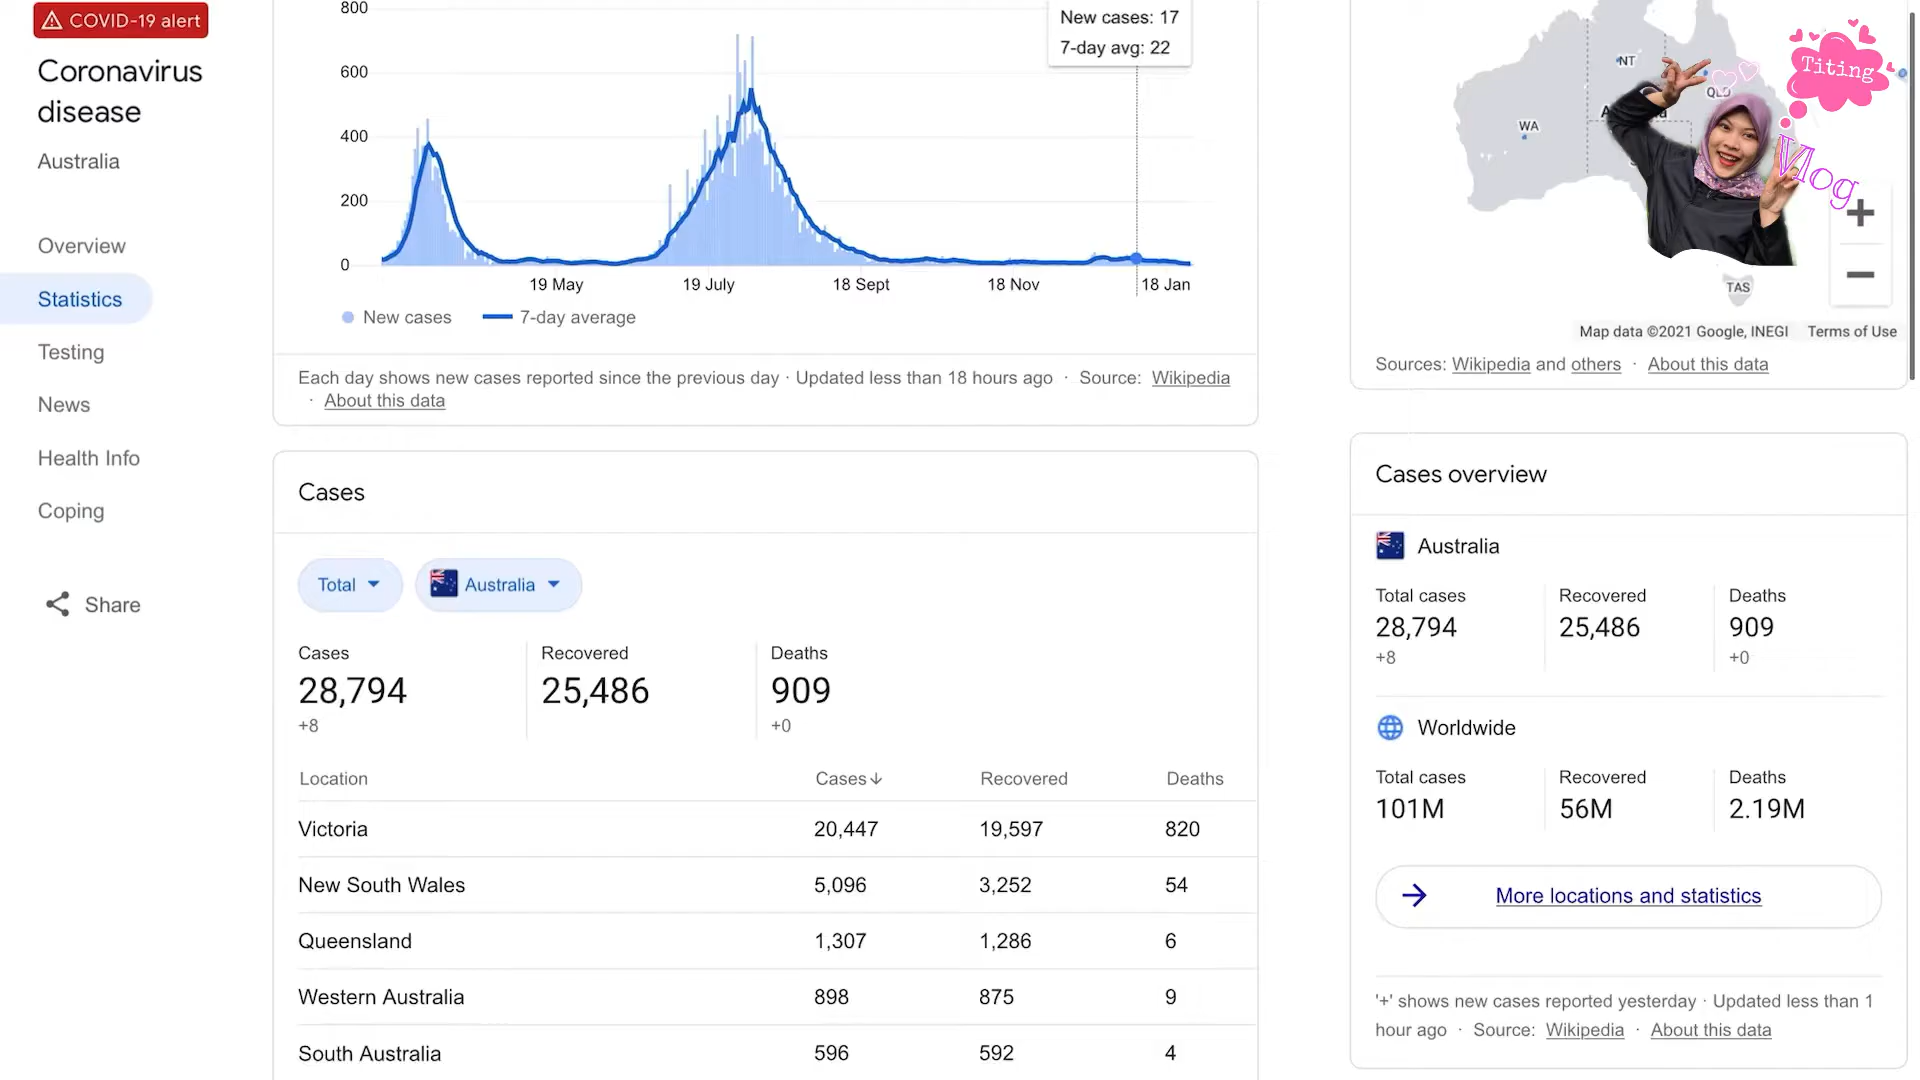 COVID-19 alert
Coronavirus
disease
Australia
Overview
Statistics
Testing
News
Health Info
Coping
Share
800
600
400
200
0
New cases: 17
7-day avg: 22
19 May
19 July
18 Sept
18 Nov
18 Jan
New cases
7-day average
Each day shows new cases reported since the previous day · Updated less than 18 hours ago · Source: Wikipedia
· About this data
Cases
Total
Australia
Cases
Recovered
Deaths
28,794
25,486
909
+8
+0
Location Cases↓ Recovered Deaths
Victoria 20,447 19,597 820
New South Wales 5,096 3,252 54
Queensland 1,307 1,286 6
Western Australia 898 875 9
South Australia 596 592 4
NT
QLD
WA
TAS
Titing
Vlog
+
−
Map data ©2021 Google, INEGI Terms of Use
Sources: Wikipedia and others · About this data
Cases overview
Australia
Total cases Recovered Deaths
28,794 25,486 909
+8 +0
Worldwide
Total cases Recovered Deaths
101M 56M 2.19M
More locations and statistics
'+' shows new cases reported yesterday · Updated less than 1
hour ago · Source: Wikipedia · About this data